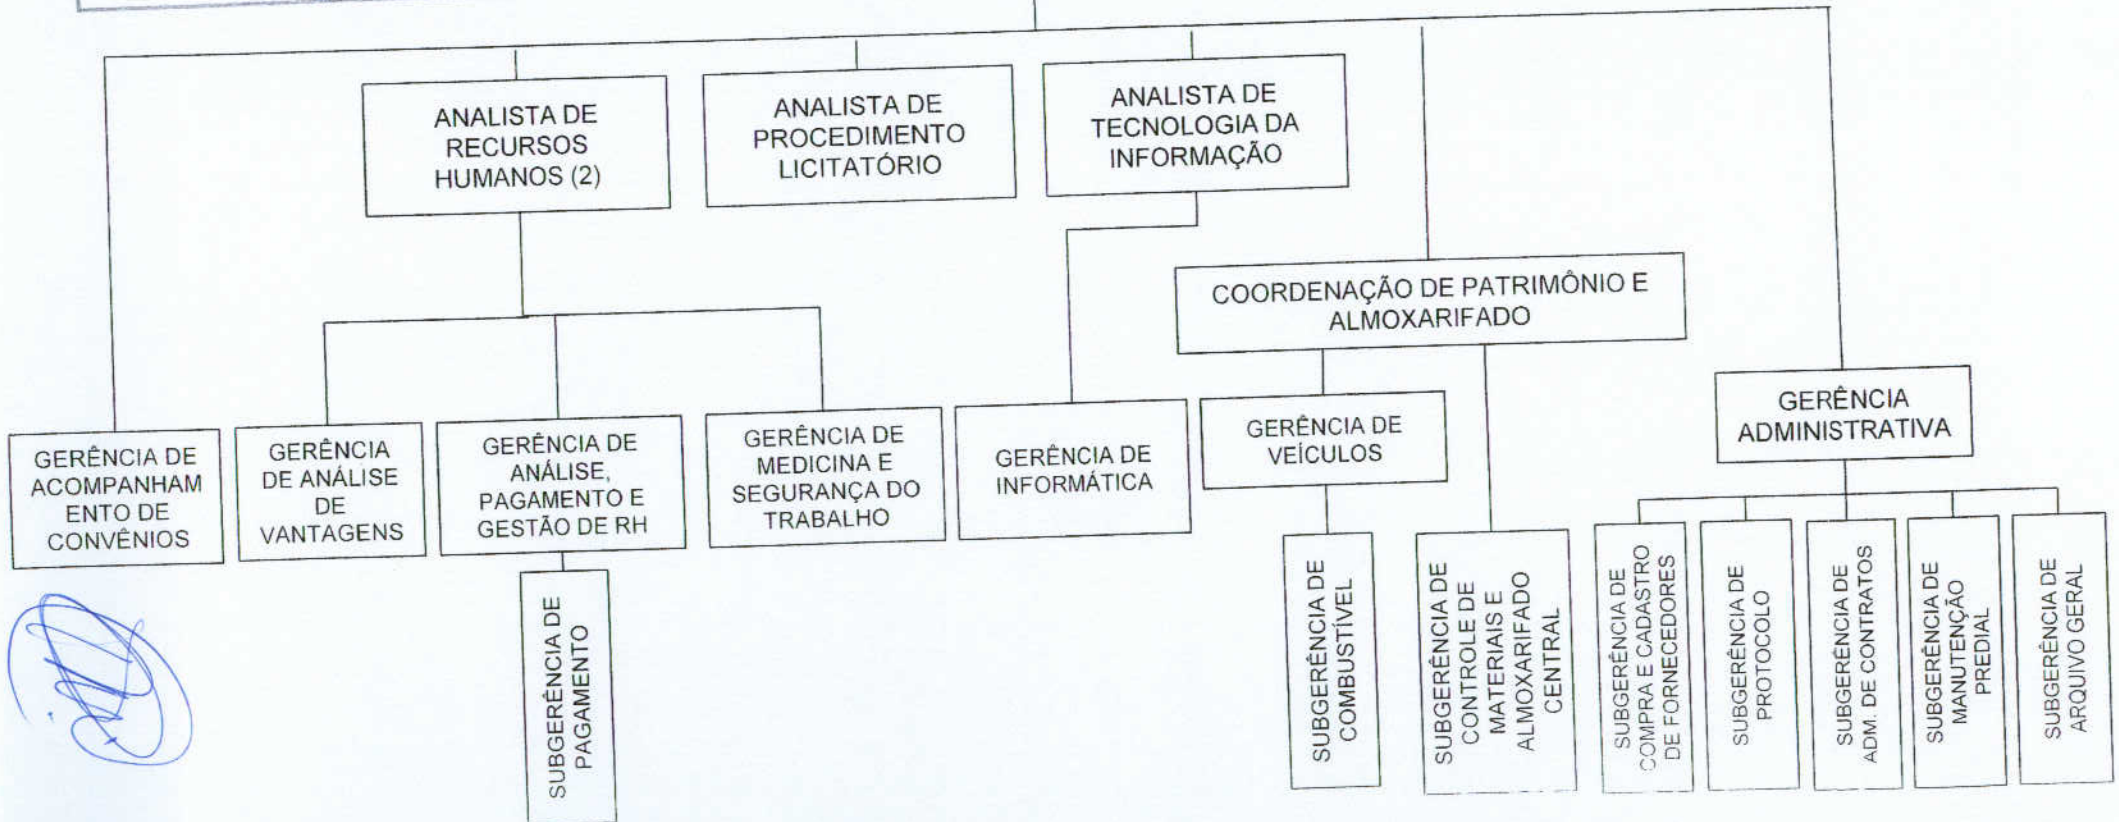 ANALISTA DE
RECURSOS
HUMANOS (2)
ANALISTA DE
PROCEDIMENTO
LICITATÓRIO
ANALISTA DE
TECNOLOGIA DA
INFORMAÇÃO
COORDENAÇÃO DE PATRIMÔNIO E
ALMOXARIFADO
GERÊNCIA
ADMINISTRATIVA
GERÊNCIA DE
ACOMPANHAM
ENTO DE
CONVÊNIOS
GERÊNCIA
DE ANÁLISE
DE
VANTAGENS
GERÊNCIA DE
ANÁLISE,
PAGAMENTO E
GESTÃO DE RH
GERÊNCIA DE
MEDICINA E
SEGURANÇA DO
TRABALHO
GERÊNCIA DE
INFORMÁTICA
GERÊNCIA DE
VEÍCULOS
SUBGERÊNCIA DE
PAGAMENTO
SUBGERÊNCIA DE
COMBUSTÍVEL
SUBGERÊNCIA DE
CONTROLE DE
MATERIAIS E
ALMOXARIFADO
CENTRAL
SUBGERÊNCIA DE
COMPRA E CADASTRO
DE FORNECEDORES
SUBGERÊNCIA DE
PROTOCOLO
SUBGERÊNCIA DE
ADM. DE CONTRATOS
SUBGERÊNCIA DE
MANUTENÇÃO
PREDIAL
SUBGERÊNCIA DE
ARQUIVO GERAL